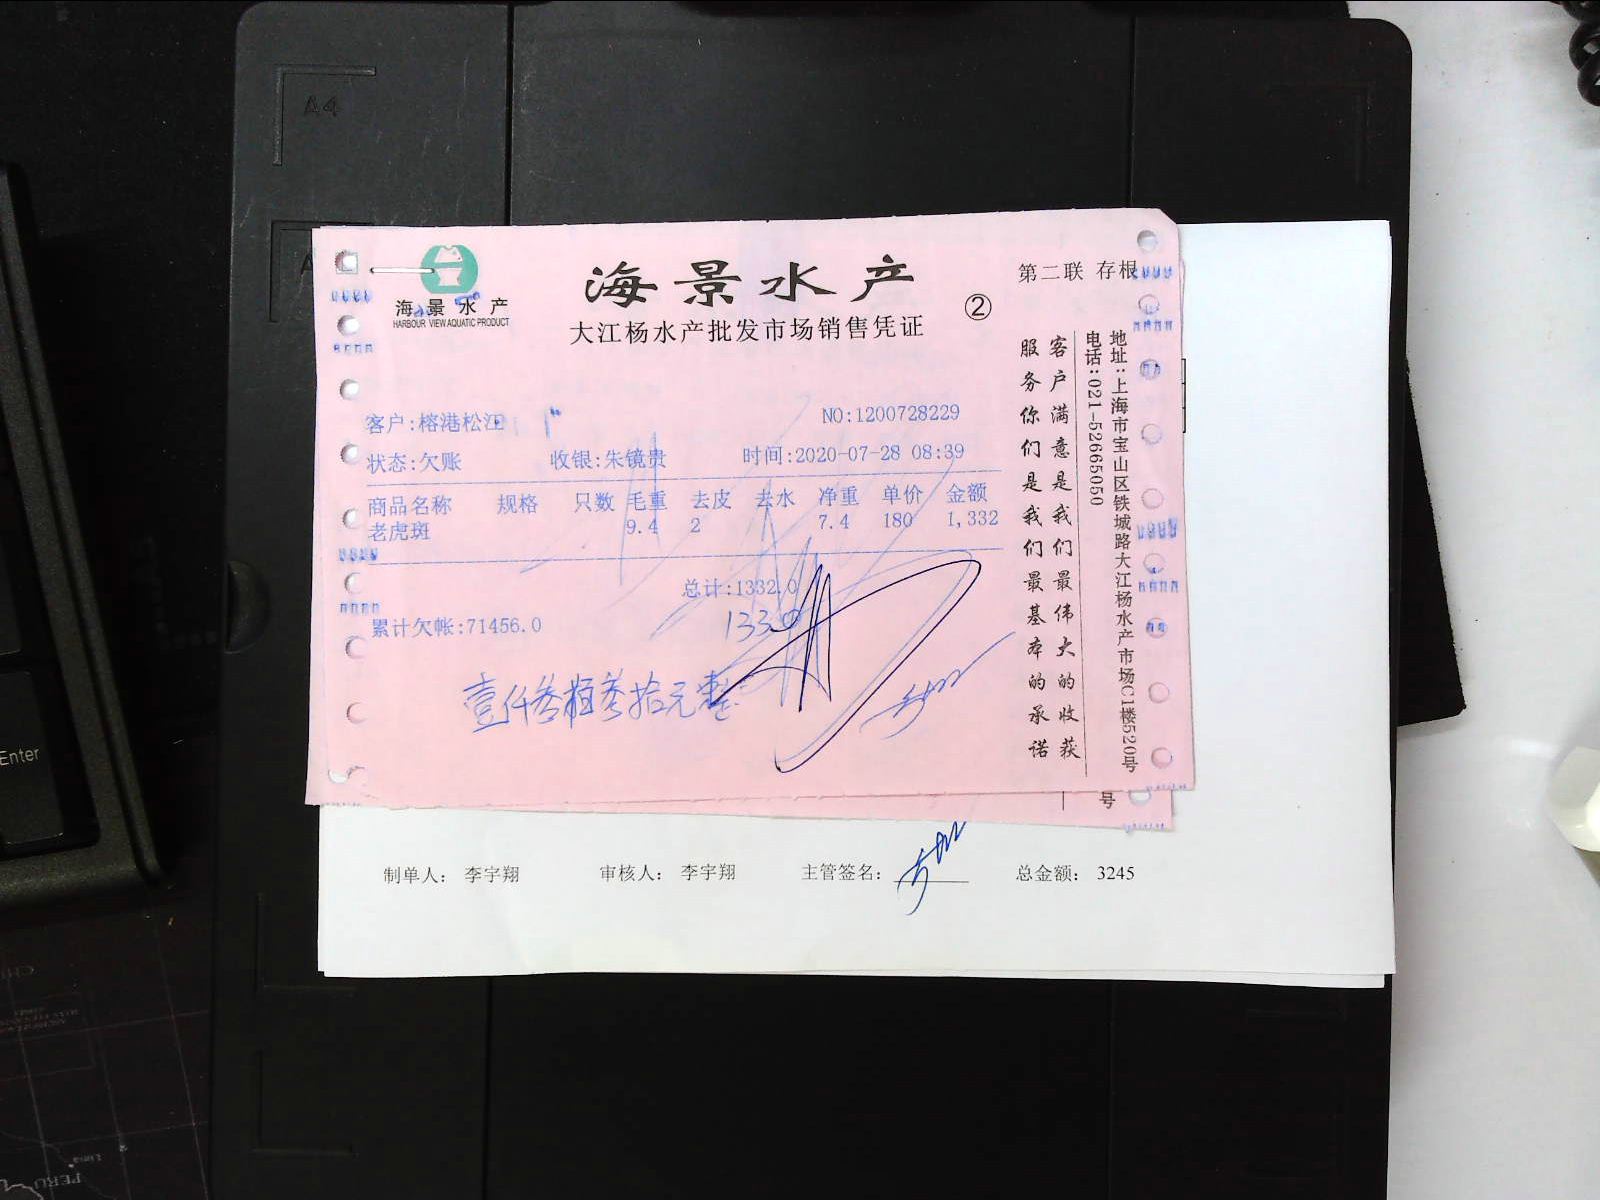 A4
海景水产
HARBOUR VIEW AQUATIC PRODUCT
海景水产
大江杨水产批发市场销售凭证
②
第二联 存根
客户:榕港松江
NO:1200728229
状态:欠账 收银:朱镜贵 时间:2020-07-28 08:39
商品名称 规格 只数 毛重 去皮 去水 净重 单价 金额
老虎斑 9.4 2 7.4 180 1,332
总计:1332.0
1330
累计欠帐:71456.0
壹仟叁佰叁拾元整
客户满意是我们最伟大的收获
服务你们是我们最基本的承诺
地址:上海市宝山区铁城路大江杨水产市场C1楼520号
电话:021-52665050
号
制单人: 李宇翔 审核人: 李宇翔 主管签名: 总金额: 3245
Enter
PERU